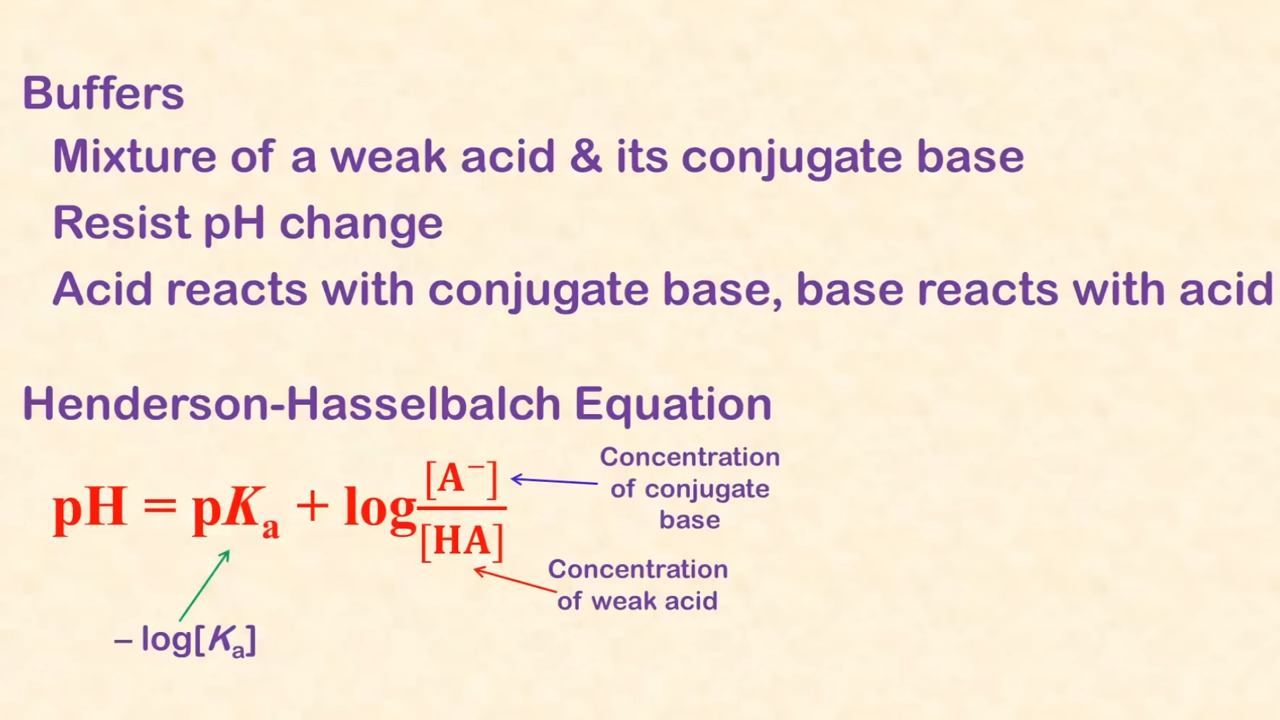 Buffers
Mixture of a weak acid & its conjugate base
Resist pH change
Acid reacts with conjugate base, base reacts with acid
Henderson-Hasselbalch Equation
pH = pKₐ + log[A⁻]/[HA]
Concentration
of conjugate
base
Concentration
of weak acid
– log[Kₐ]